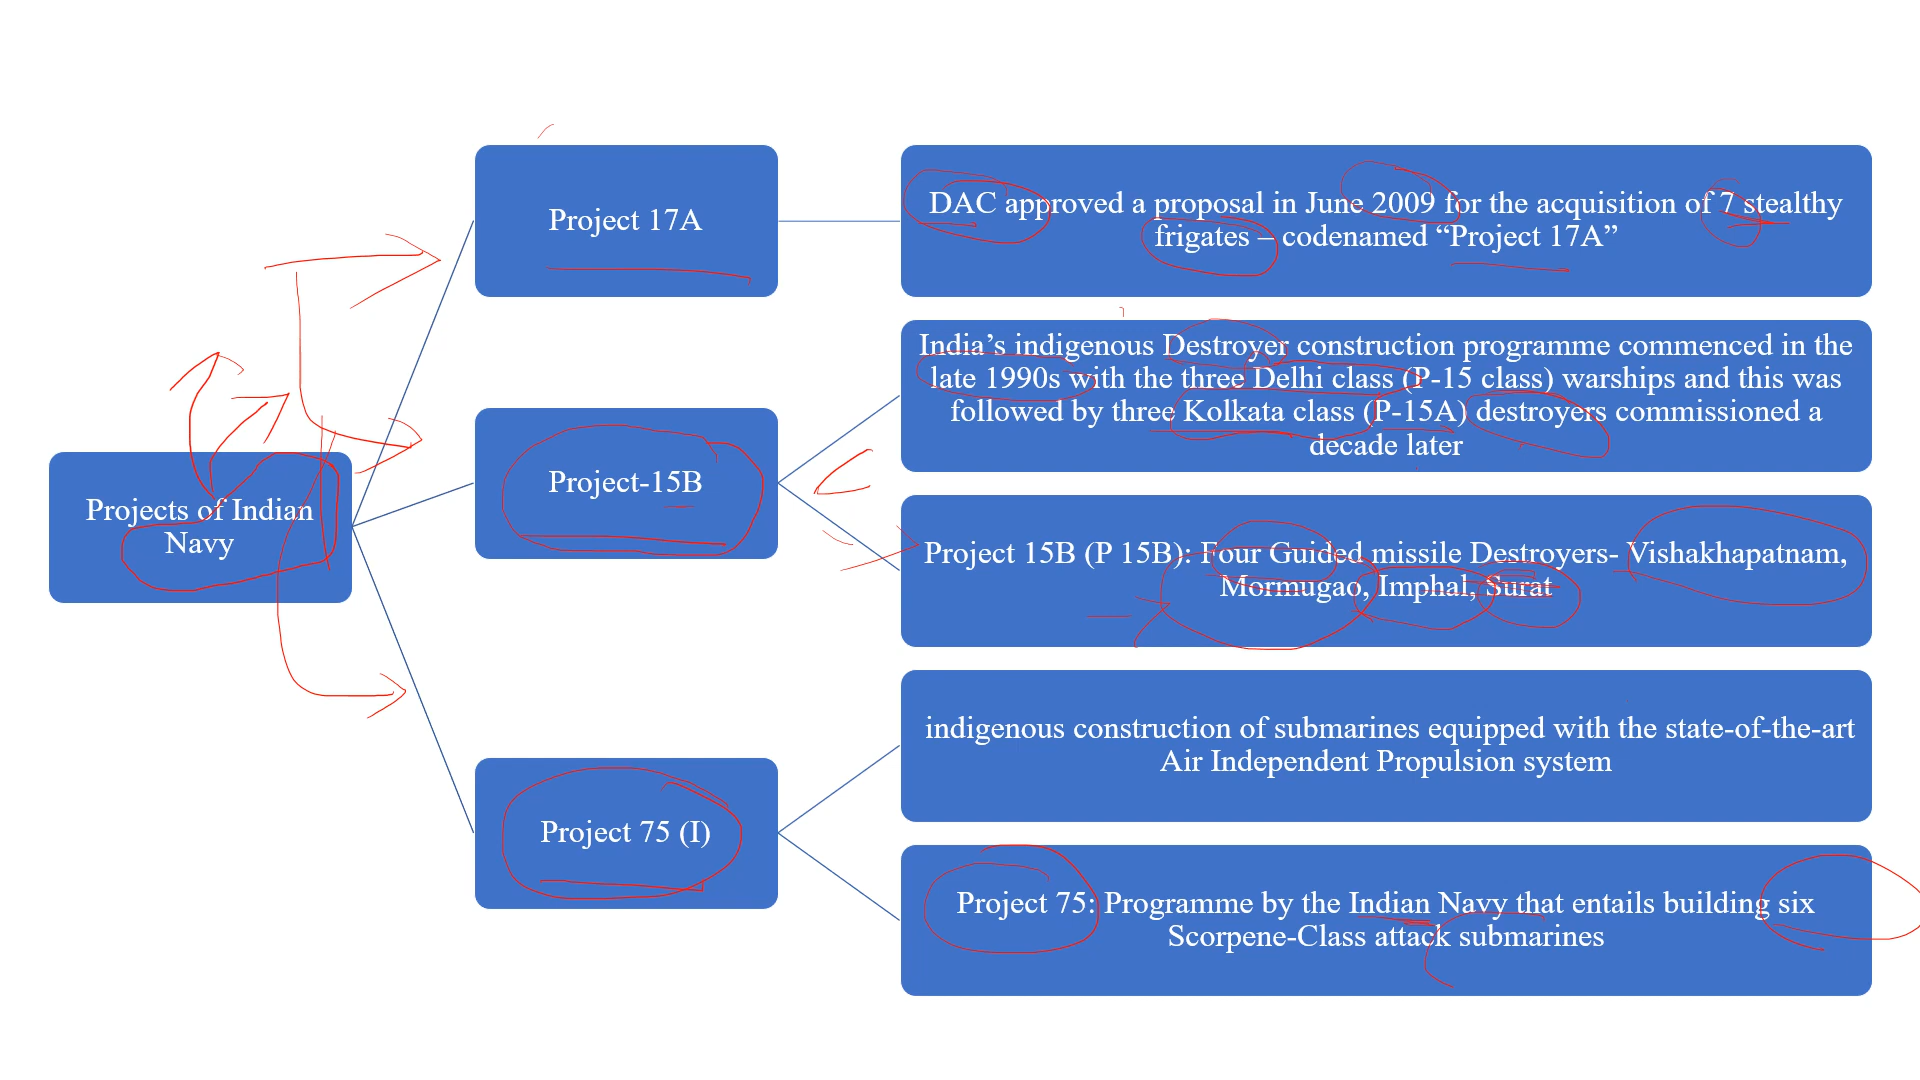 Projects of Indian
Navy
Project 17A
DAC approved a proposal in June 2009 for the acquisition of 7 stealthy
frigates – codenamed “Project 17A”
Project-15B
India’s indigenous Destroyer construction programme commenced in the
late 1990s with the three Delhi class (P-15 class) warships and this was
followed by three Kolkata class (P-15A) destroyers commissioned a
decade later
Project 15B (P 15B): Four Guided missile Destroyers- Vishakhapatnam,
Mormugao, Imphal, Surat
Project 75 (I)
indigenous construction of submarines equipped with the state-of-the-art
Air Independent Propulsion system
Project 75: Programme by the Indian Navy that entails building six
Scorpene-Class attack submarines